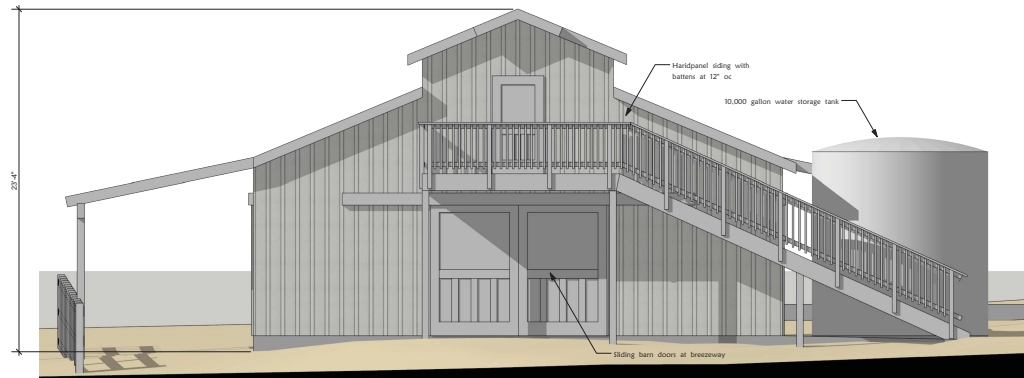 Haridpanel siding with
battens at 12" oc
10,000 gallon water storage tank
23'-4"
Sliding barn doors at breezeway